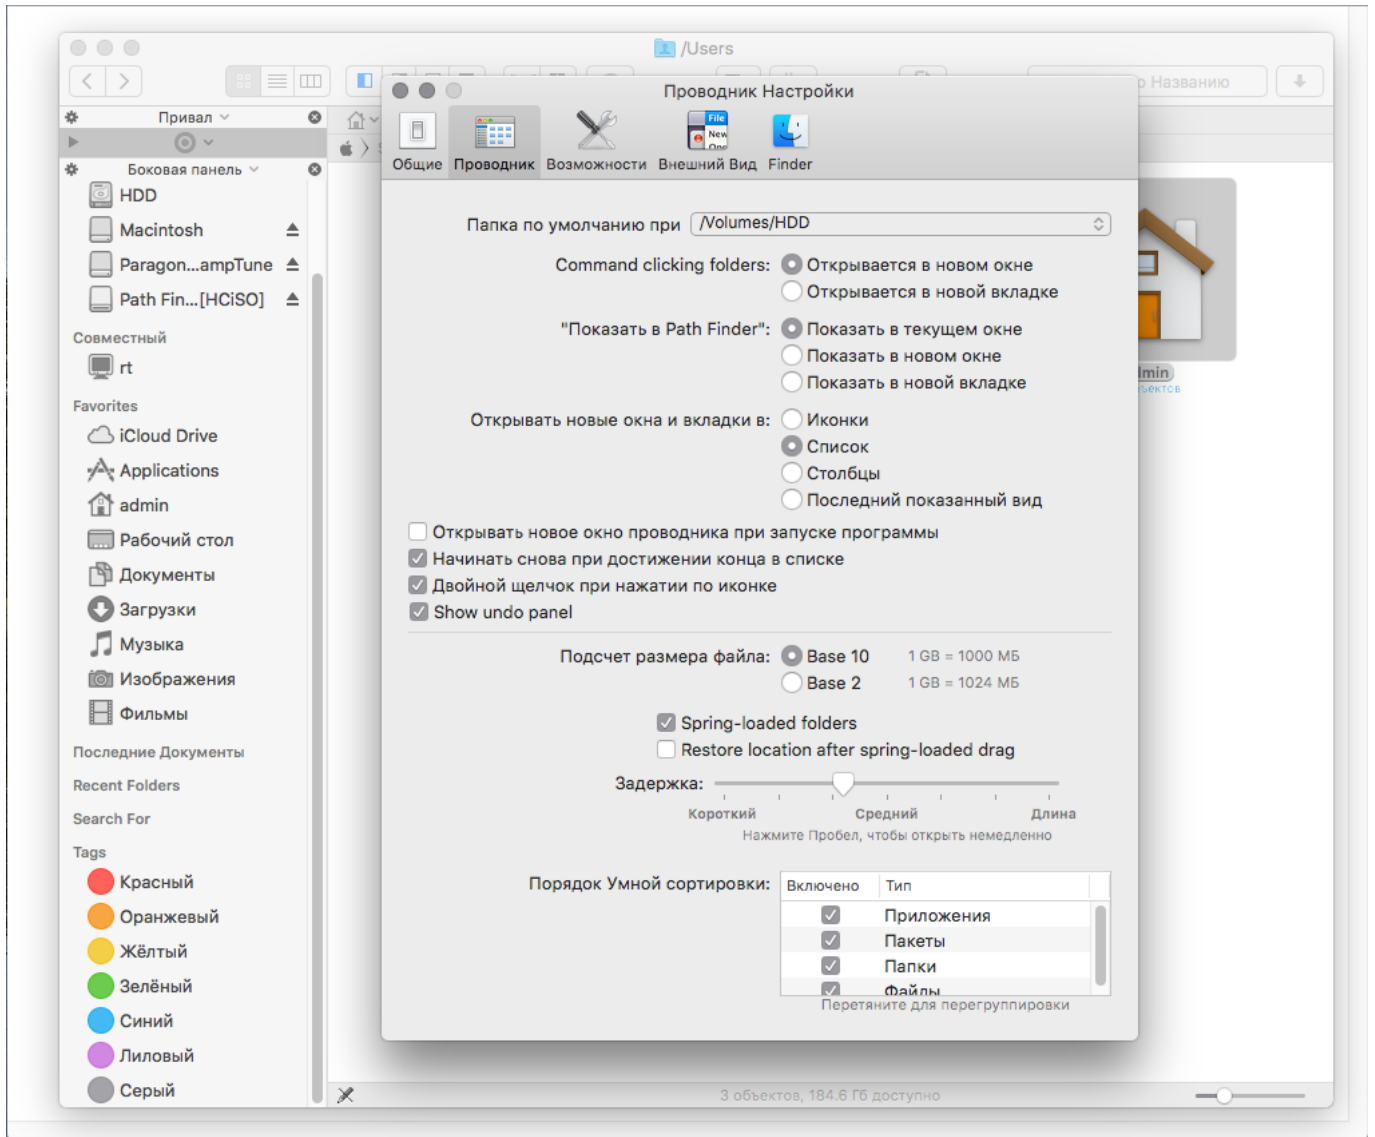 /Users
о Названию
Привал
Боковая панель
HDD
Macintosh
Paragon...ampTune
Path Fin...[HCiSO]
Совместный
rt
Favorites
iCloud Drive
Applications
admin
Рабочий стол
Документы
Загрузки
Музыка
Изображения
Фильмы
Последние Документы
Recent Folders
Search For
Tags
Красный
Оранжевый
Жёлтый
Зелёный
Синий
Лиловый
Серый
Проводник Настройки
File
New
Общие Проводник Возможности Внешний Вид Finder
Папка по умолчанию при /Volumes/HDD
Command clicking folders: Открывается в новом окне
Открывается в новой вкладке
"Показать в Path Finder": Показать в текущем окне
Показать в новом окне
Показать в новой вкладке
Открывать новые окна и вкладки в: Иконки
Список
Столбцы
Последний показанный вид
Открывать новое окно проводника при запуске программы
Начинать снова при достижении конца в списке
Двойной щелчок при нажатии по иконке
Show undo panel
Подсчет размера файла: Base 10 1 GB = 1000 МБ
Base 2 1 GB = 1024 МБ
Spring-loaded folders
Restore location after spring-loaded drag
Задержка:
Короткий Средний Длина
Нажмите Пробел, чтобы открыть немедленно
Порядок Умной сортировки: Включено Тип
Приложения
Пакеты
Папки
Файлы
Перетяните для перегруппировки
dmin
ъектов
3 объектов, 184.6 Гб доступно